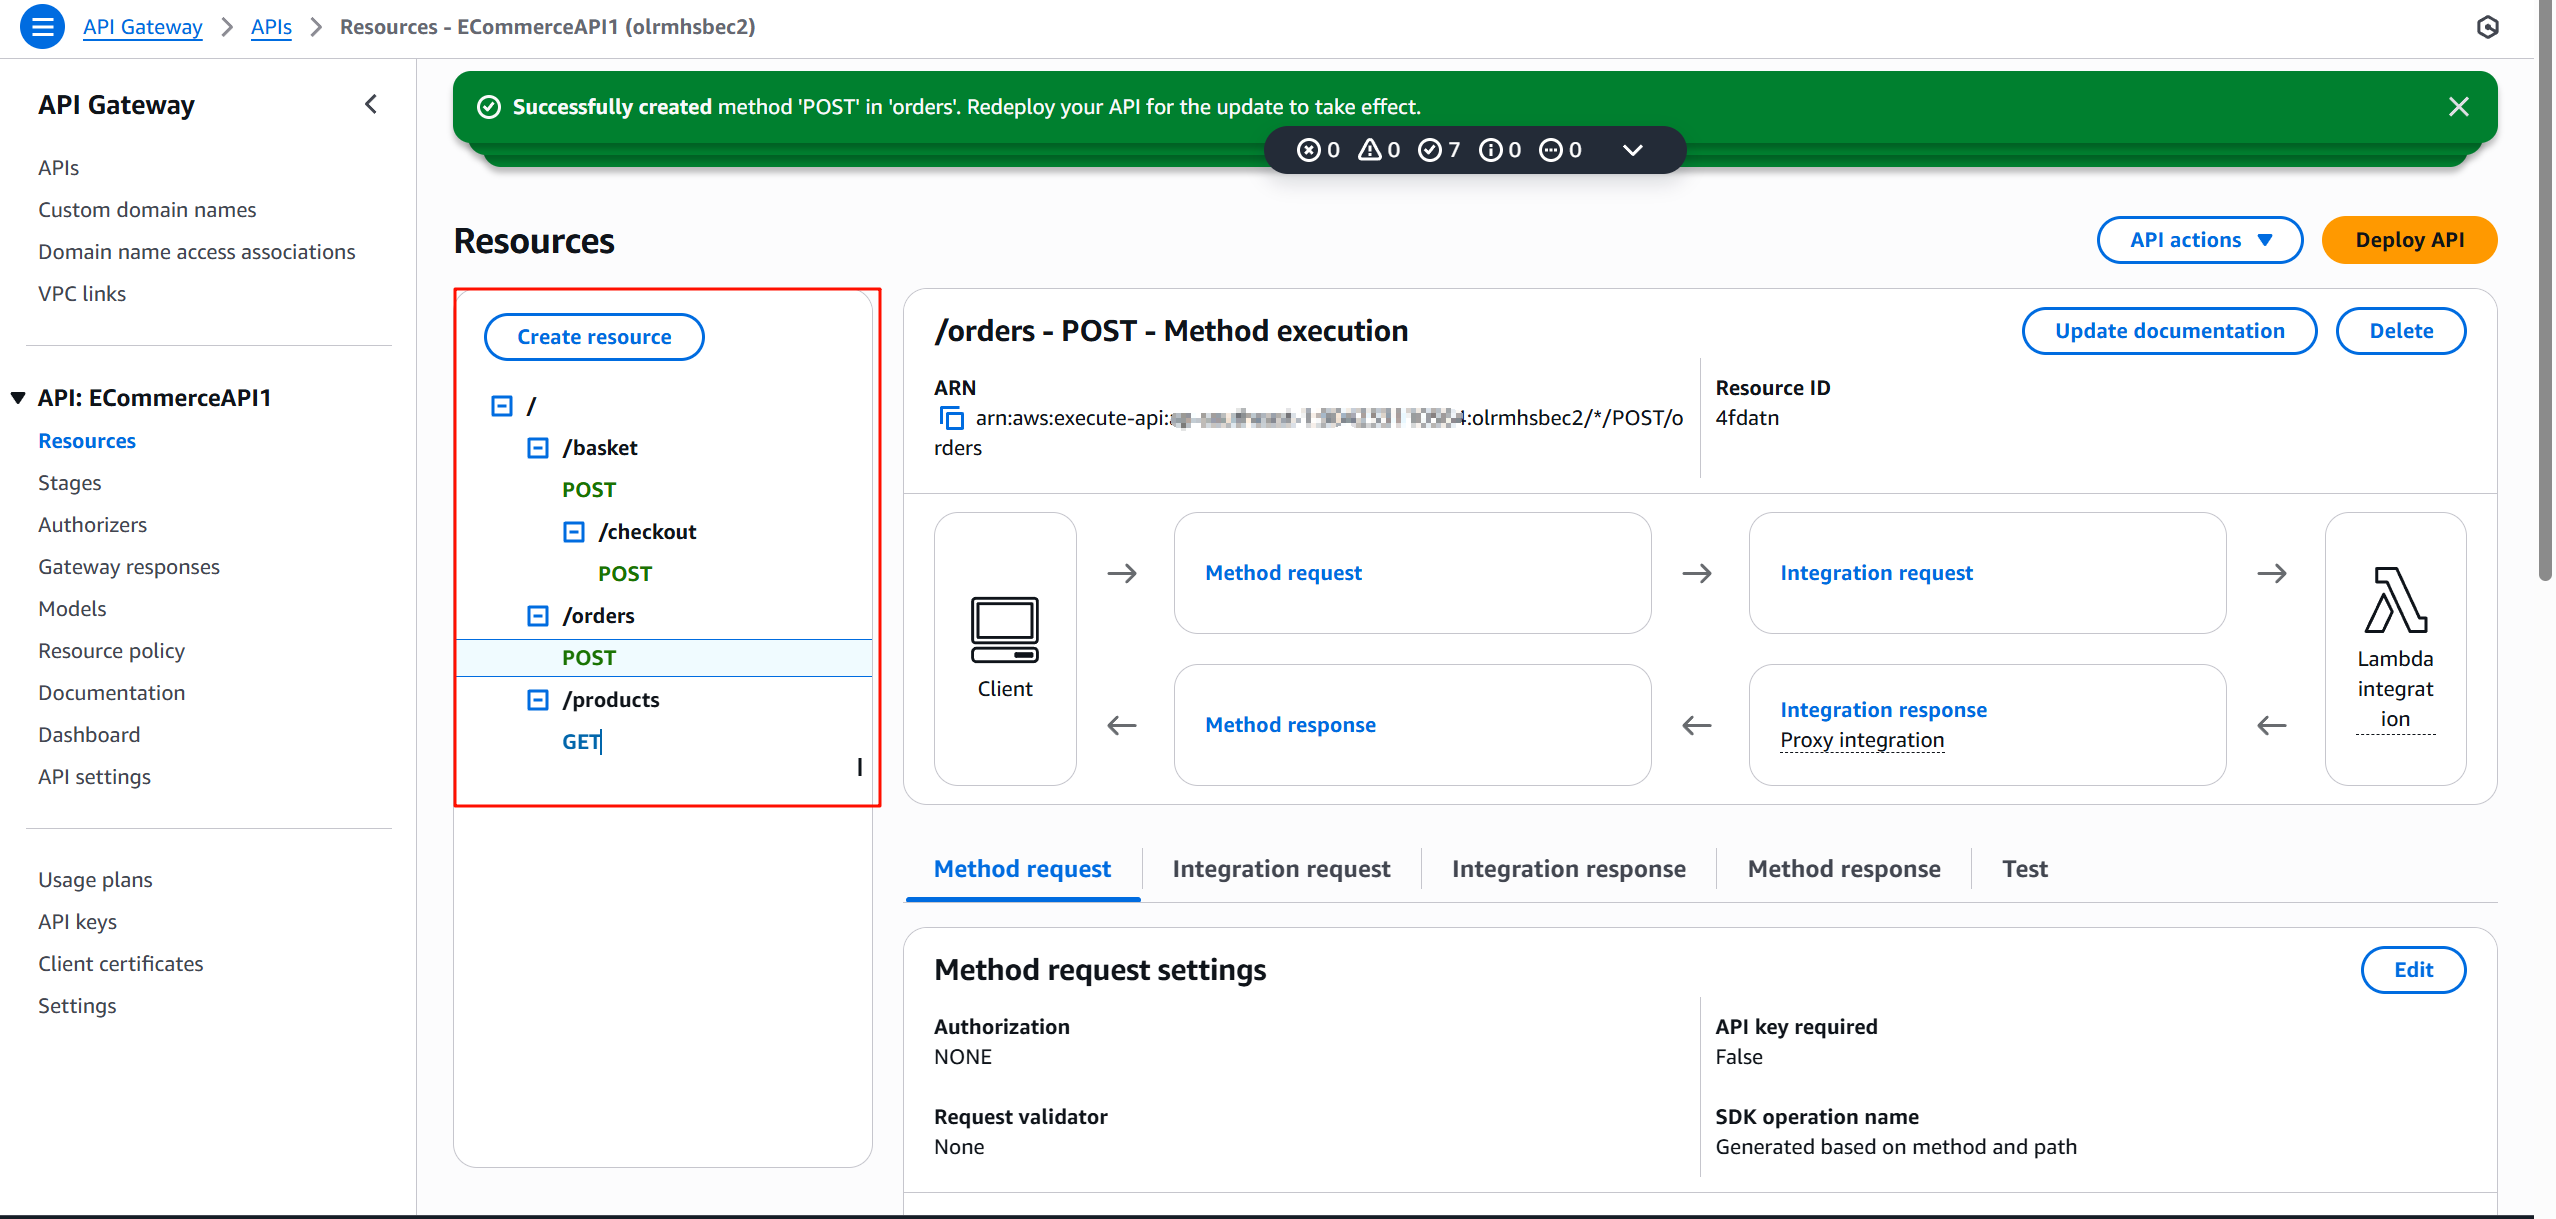 API Gateway > APIs > Resources - ECommerceAPI1 (olrmhsbec2)
API Gateway
APIs
Custom domain names
Domain name access associations
VPC links
API: ECommerceAPI1
Resources
Stages
Authorizers
Gateway responses
Models
Resource policy
Documentation
Dashboard
API settings
Usage plans
API keys
Client certificates
Settings
Successfully created method 'POST' in 'orders'. Redeploy your API for the update to take effect.
0 0 7 0 0
Resources
API actions
Deploy API
Create resource
/
/basket
POST
/checkout
POST
/orders
POST
/products
GET
/orders - POST - Method execution
Update documentation
Delete
ARN
arn:aws:execute-api: :olrmhsbec2/*/POST/o
rders
Resource ID
4fdatn
Client
Method request
Integration request
Method response
Integration response
Proxy integration
Lambda
integrat
ion
Method request
Integration request
Integration response
Method response
Test
Method request settings
Edit
Authorization
NONE
API key required
False
Request validator
None
SDK operation name
Generated based on method and path